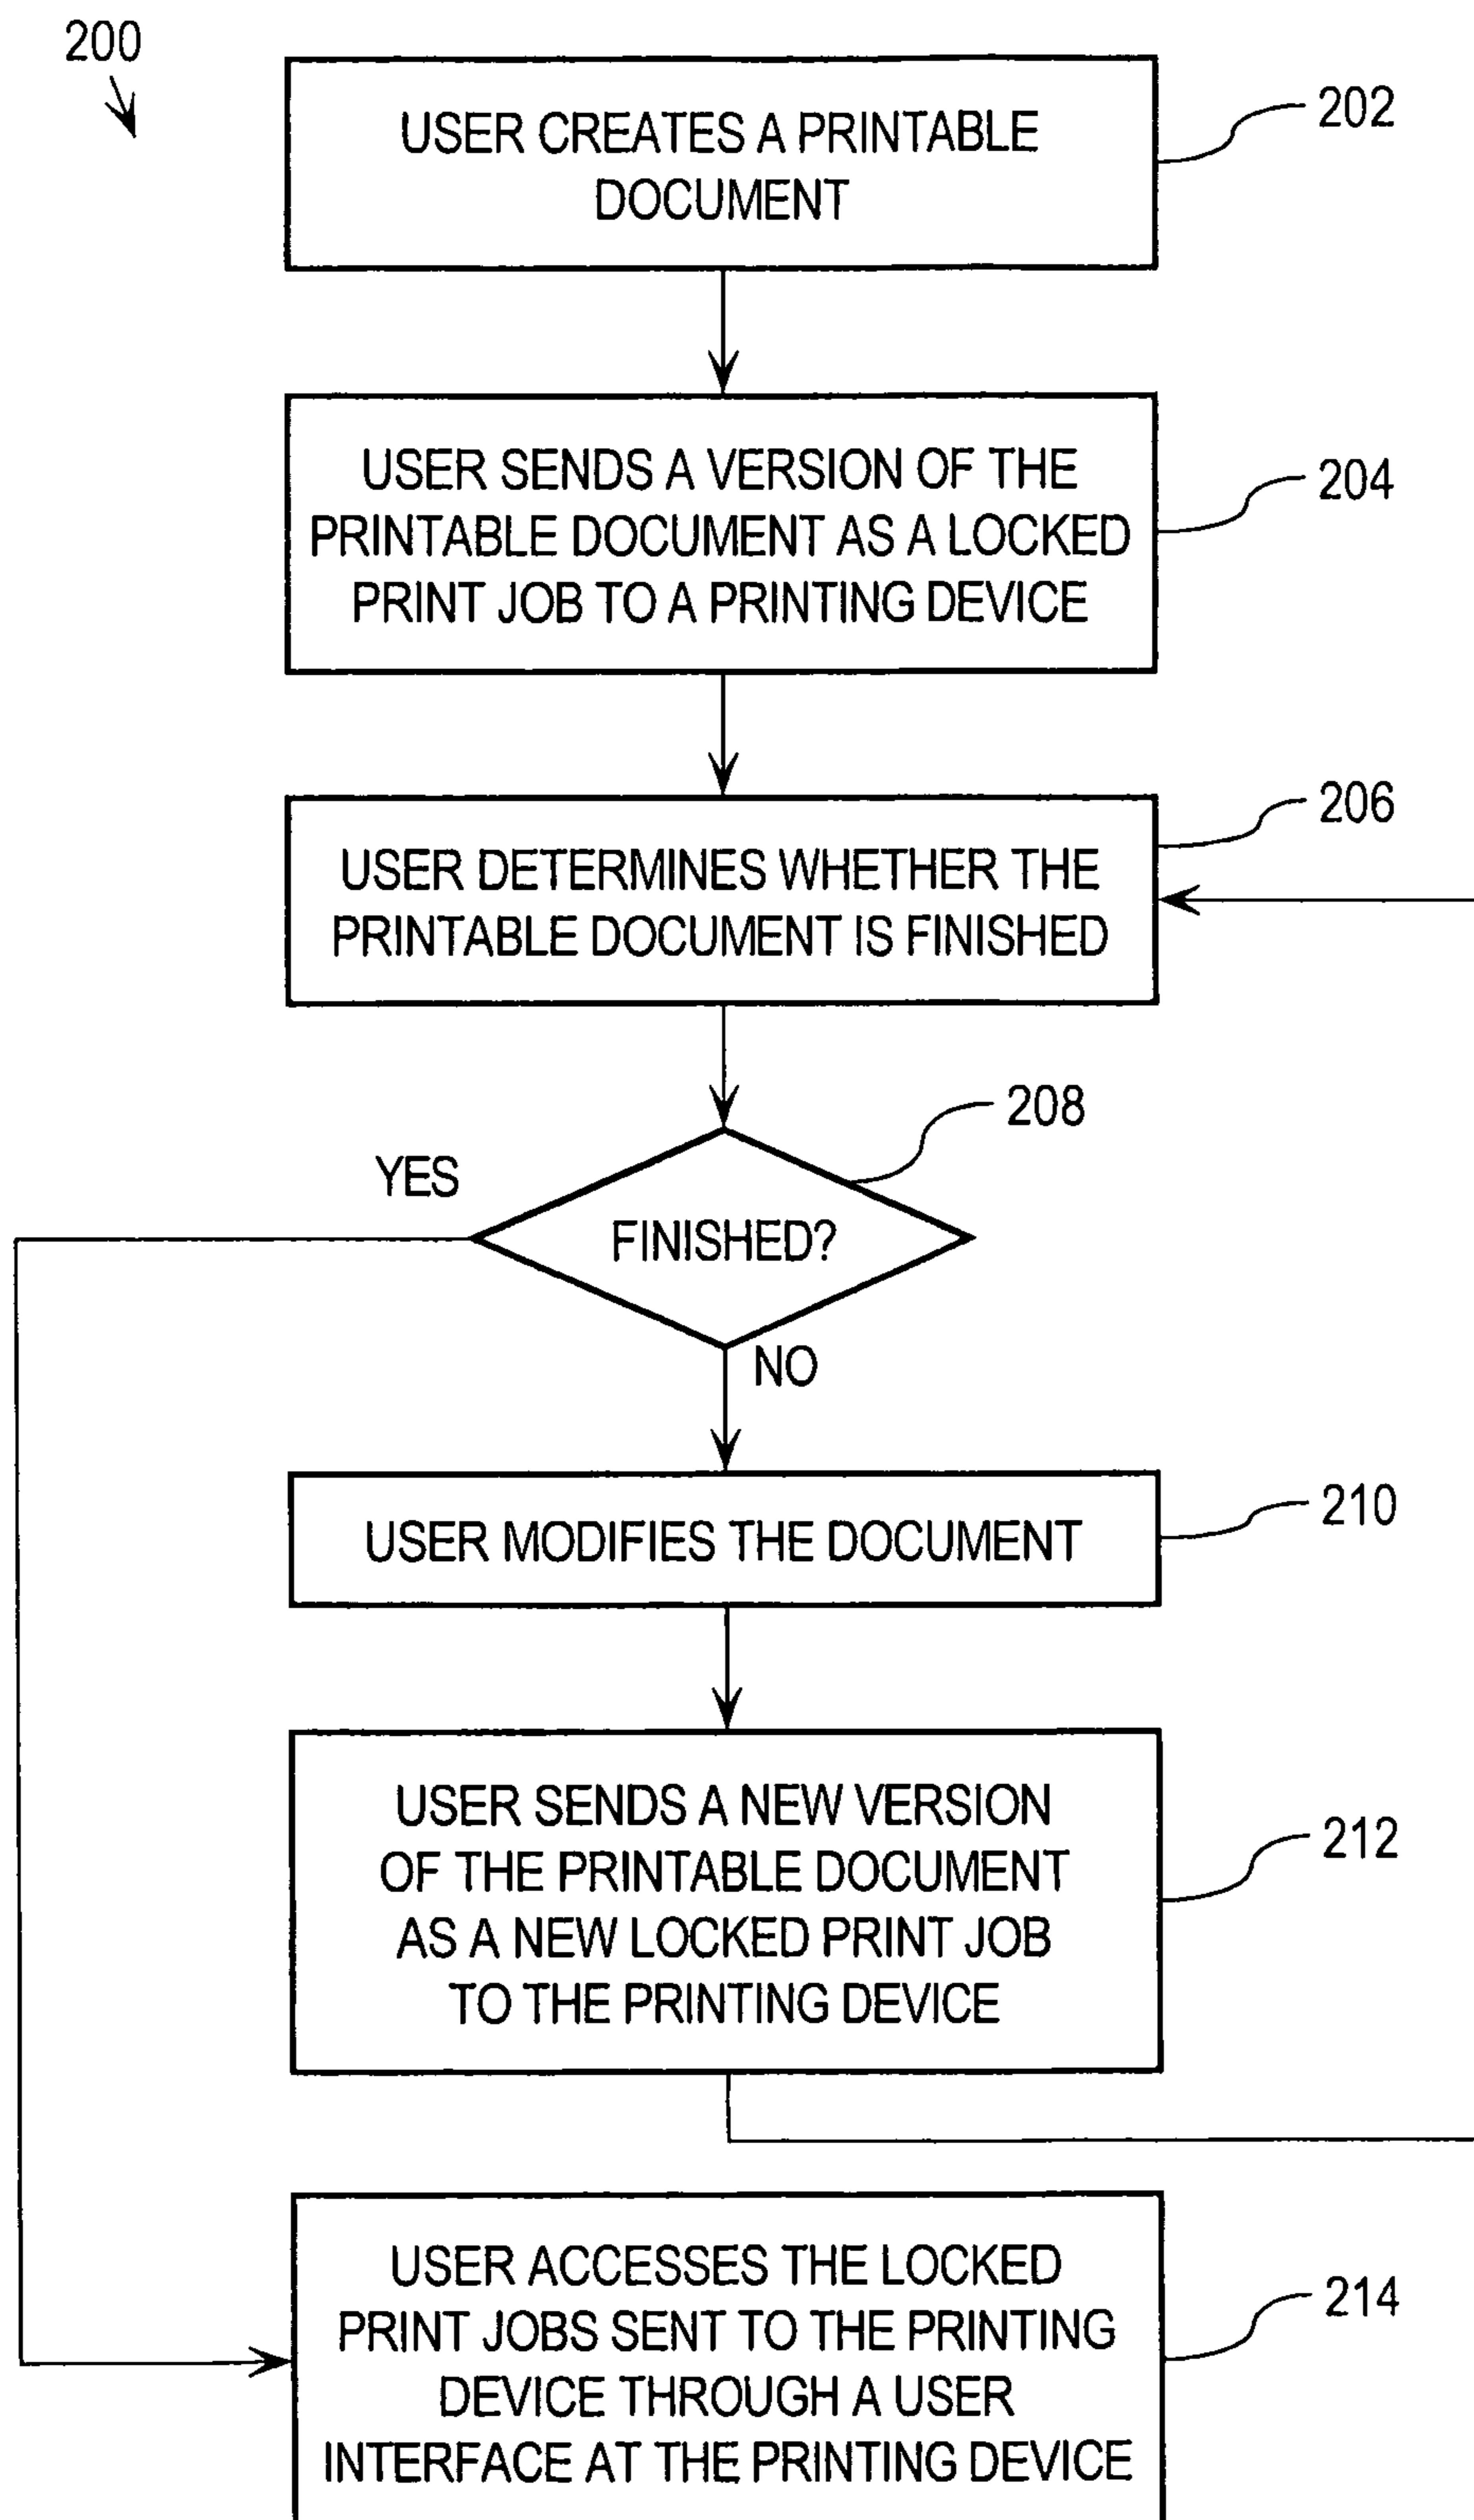 200
USER CREATES A PRINTABLE
DOCUMENT
202
USER SENDS A VERSION OF THE
PRINTABLE DOCUMENT AS A LOCKED
PRINT JOB TO A PRINTING DEVICE
204
USER DETERMINES WHETHER THE
PRINTABLE DOCUMENT IS FINISHED
206
208
YES
FINISHED?
NO
USER MODIFIES THE DOCUMENT
210
USER SENDS A NEW VERSION
OF THE PRINTABLE DOCUMENT
AS A NEW LOCKED PRINT JOB
TO THE PRINTING DEVICE
212
USER ACCESSES THE LOCKED
PRINT JOBS SENT TO THE PRINTING
DEVICE THROUGH A USER
INTERFACE AT THE PRINTING DEVICE
214